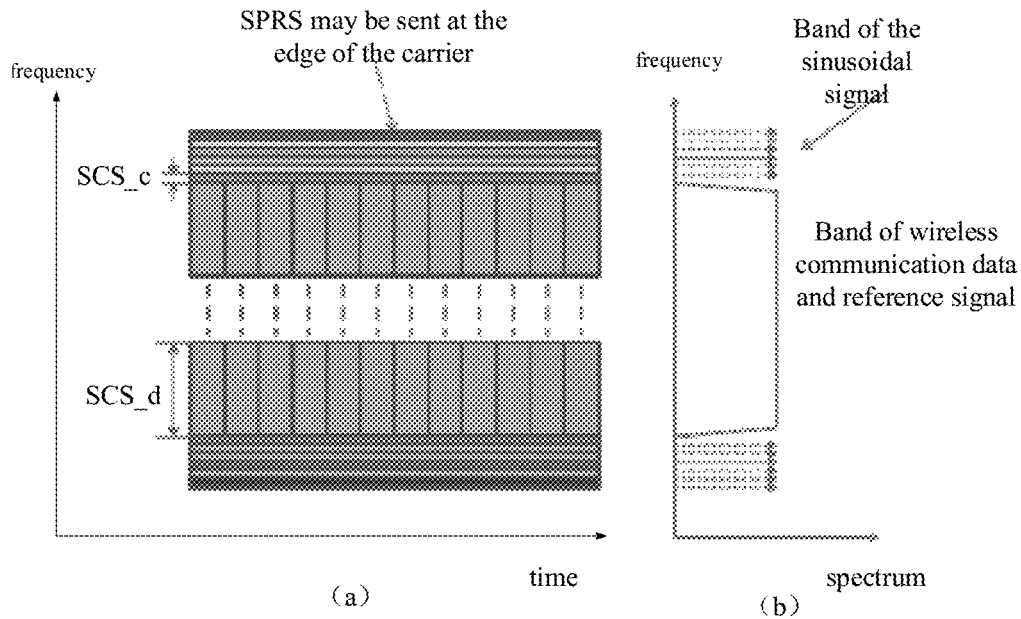 SPRS may be sent at the
edge of the carrier
frequency
SCS_c
SCS_d
time
(a)
frequency
Band of the
sinusoidal
signal
Band of wireless
communication data
and reference signal
spectrum
(b)